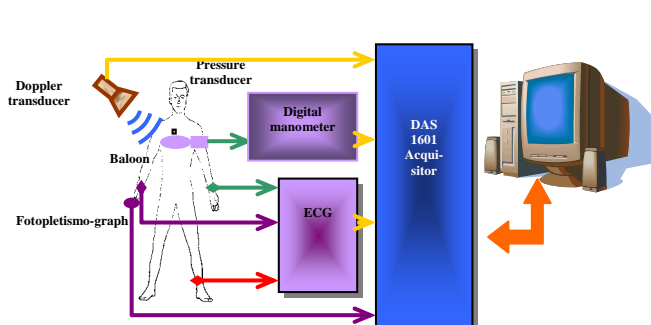 Pressure
transducer
Doppler
transducer
Digital
manometer
DAS
1601
Acqui-
sitor
Baloon
ECG
Fotopletismo-graph